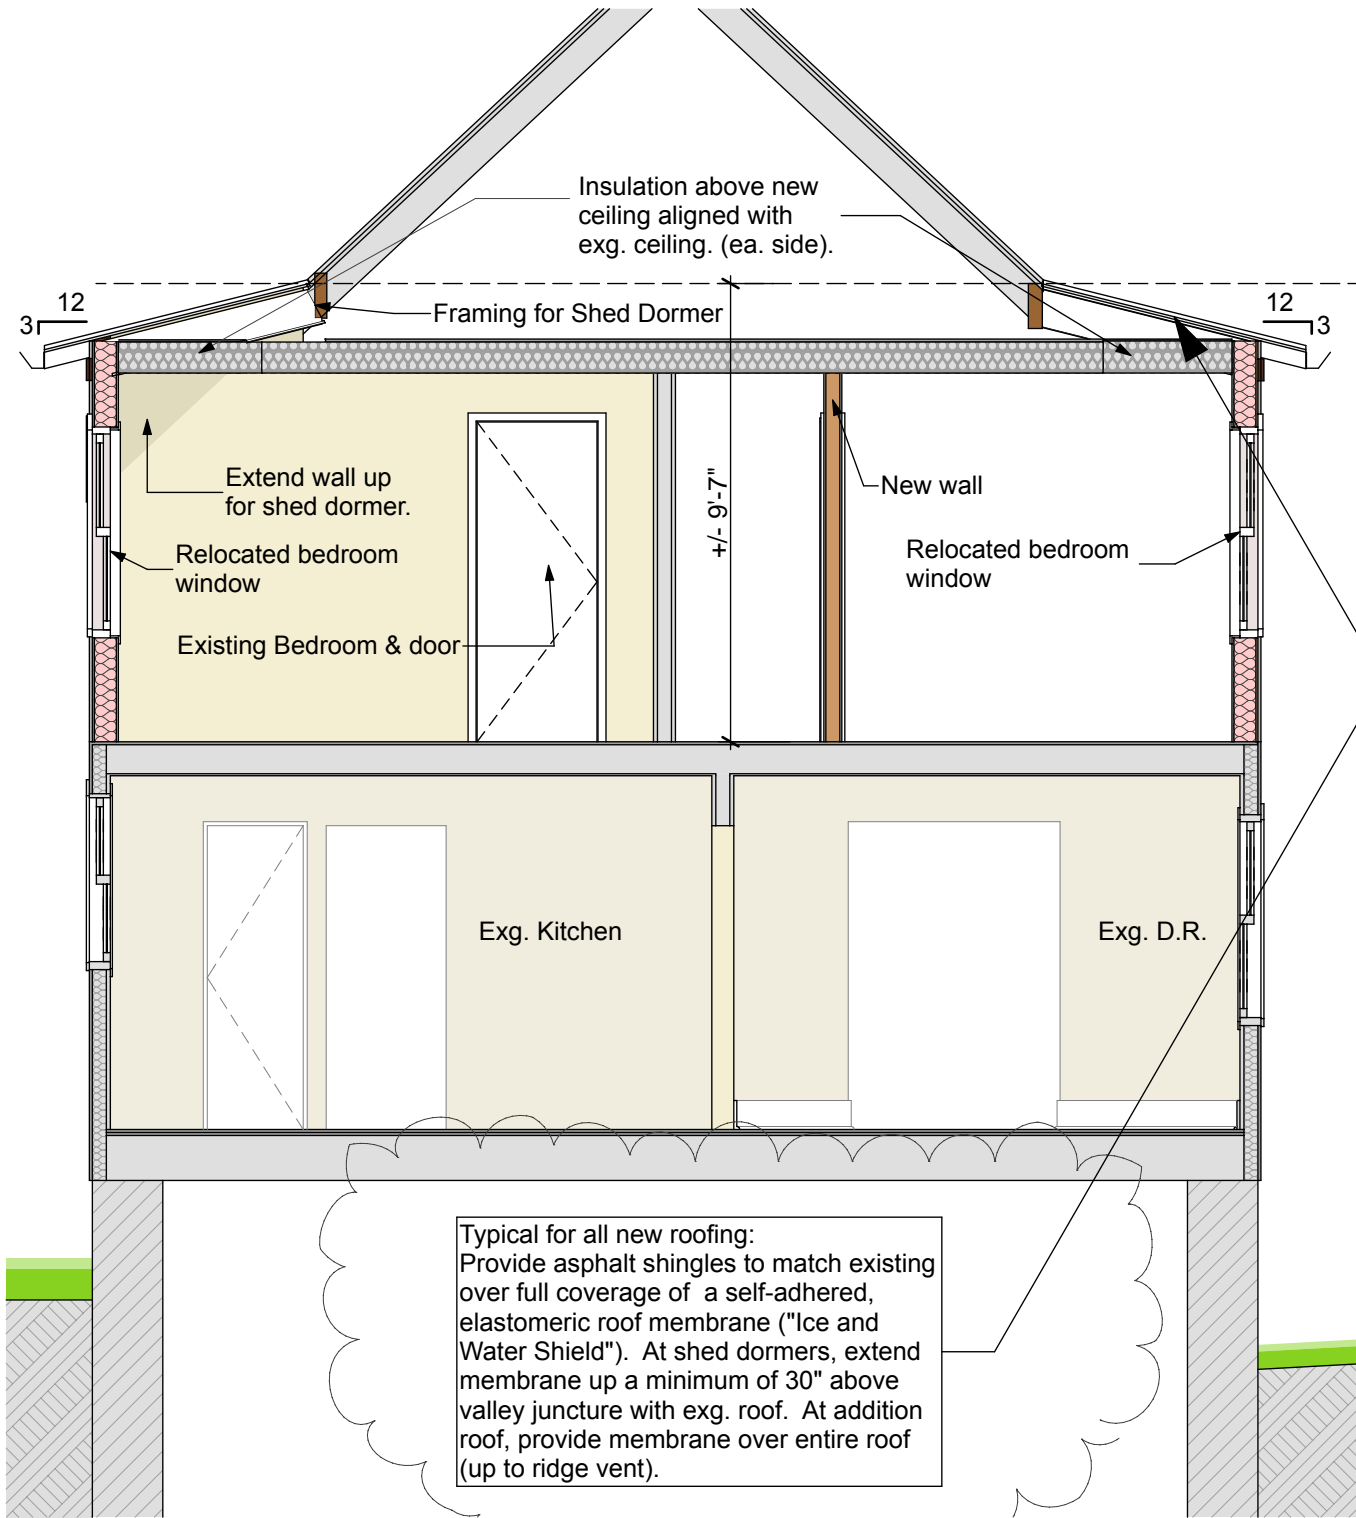 Insulation above new
ceiling aligned with
exg. ceiling. (ea. side).
12
3
Framing for Shed Dormer
12
3
Extend wall up
for shed dormer.
+/- 9'-7"
New wall
Relocated bedroom
window
Relocated bedroom
window
Existing Bedroom & door
Exg. Kitchen
Exg. D.R.
Typical for all new roofing:
Provide asphalt shingles to match existing
over full coverage of  a self-adhered,
elastomeric roof membrane ("Ice and
Water Shield").  At shed dormers, extend
membrane up a minimum of 30" above
valley juncture with exg. roof.  At addition
roof, provide membrane over entire roof
(up to ridge vent).